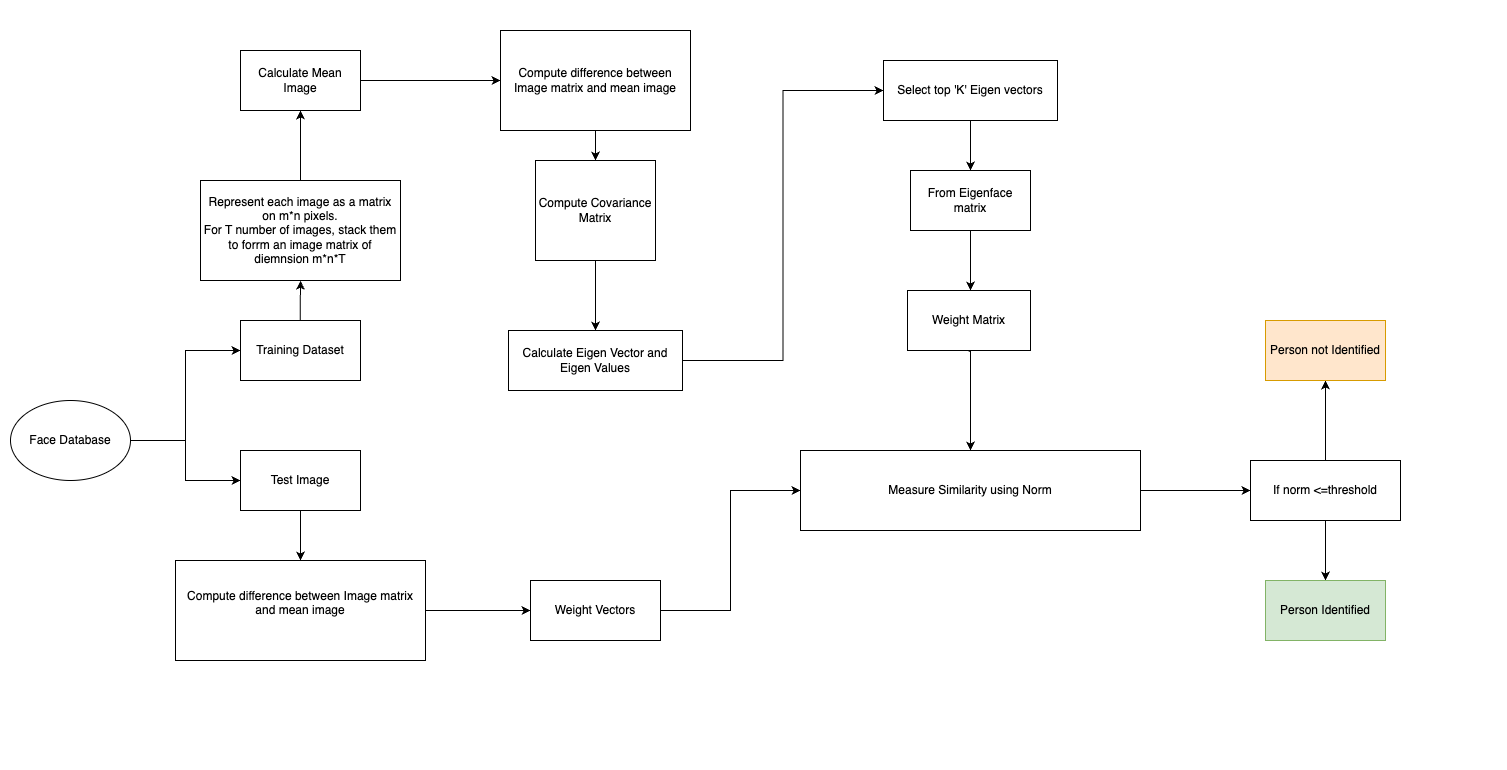 Face Database
Training Dataset
Represent each image as a matrix
on m*n pixels.
For T number of images, stack them
to forrm an image matrix of
diemnsion m*n*T
Calculate Mean
Image
Compute difference between
Image matrix and mean image
Compute Covariance
Matrix
Calculate Eigen Vector and
Eigen Values
Select top 'K' Eigen vectors
From Eigenface
matrix
Weight Matrix
Test Image
Compute difference between Image matrix
and mean image
Weight Vectors
Measure Similarity using Norm
If norm <=threshold
Person not Identified
Person Identified